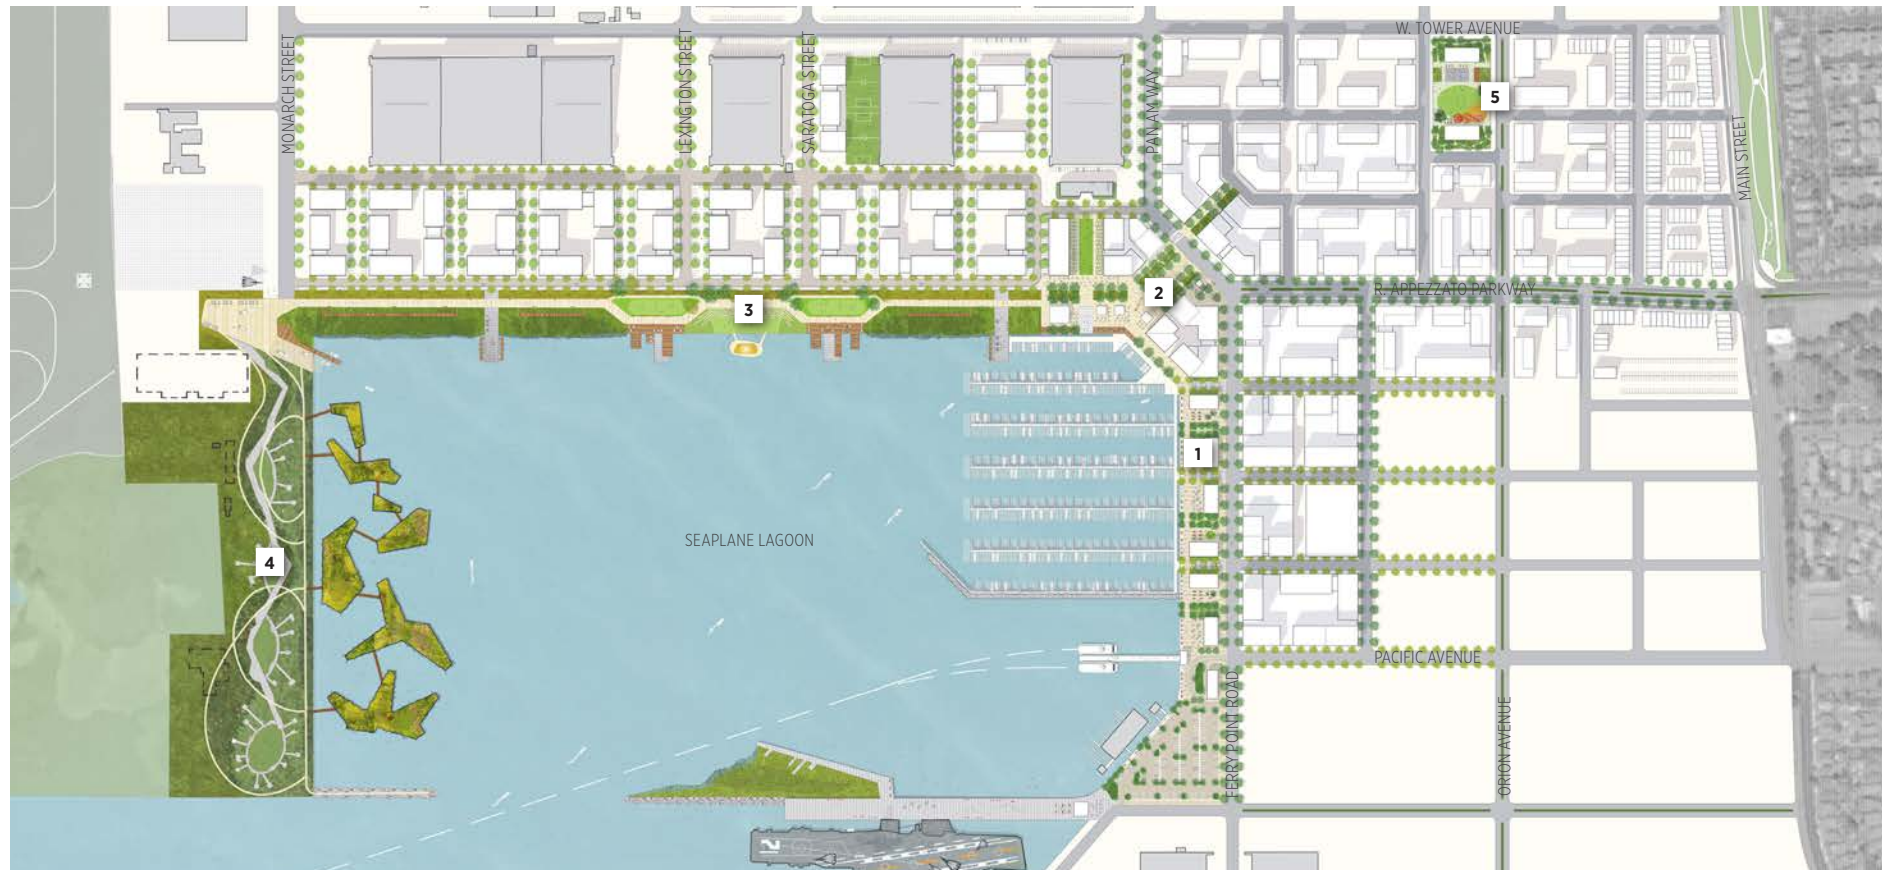 W. TOWER AVENUE
MONARCH STREET
LEXINGTON STREET
SARATOGA STREET
PAN AM WAY
5
MAIN STREET
3
2
R. APPEZZATO PARKWAY
1
SEAPLANE LAGOON
4
PACIFIC AVENUE
FERRY POINT ROAD
ORION AVENUE